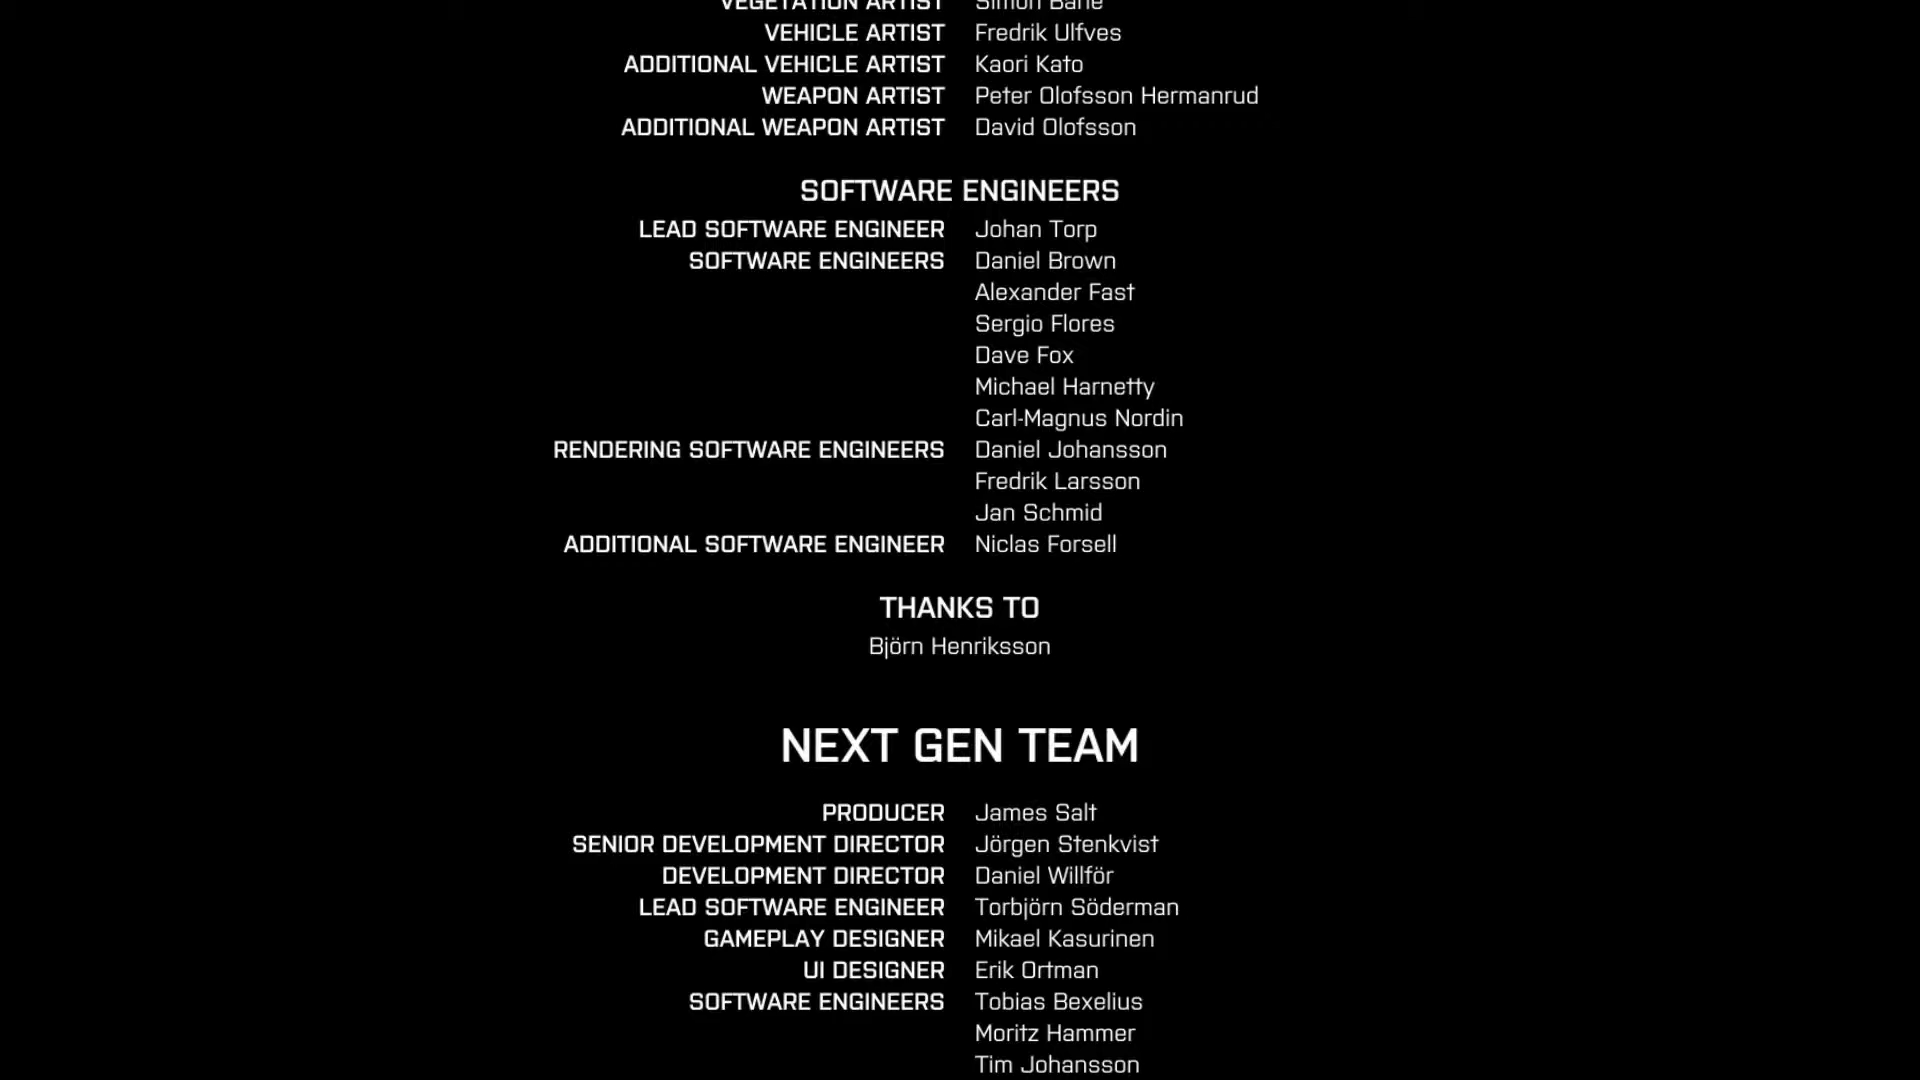 VEGETATION ARTIST Simon Barle
VEHICLE ARTIST Fredrik Ulfves
ADDITIONAL VEHICLE ARTIST Kaori Kato
WEAPON ARTIST Peter Olofsson Hermanrud
ADDITIONAL WEAPON ARTIST David Olofsson
SOFTWARE ENGINEERS
LEAD SOFTWARE ENGINEER Johan Torp
SOFTWARE ENGINEERS Daniel Brown
Alexander Fast
Sergio Flores
Dave Fox
Michael Harnetty
Carl-Magnus Nordin
RENDERING SOFTWARE ENGINEERS Daniel Johansson
Fredrik Larsson
Jan Schmid
ADDITIONAL SOFTWARE ENGINEER Niclas Forsell
THANKS TO
Björn Henriksson
NEXT GEN TEAM
PRODUCER James Salt
SENIOR DEVELOPMENT DIRECTOR Jörgen Stenkvist
DEVELOPMENT DIRECTOR Daniel Willför
LEAD SOFTWARE ENGINEER Torbjörn Söderman
GAMEPLAY DESIGNER Mikael Kasurinen
UI DESIGNER Erik Ortman
SOFTWARE ENGINEERS Tobias Bexelius
Moritz Hammer
Tim Johansson